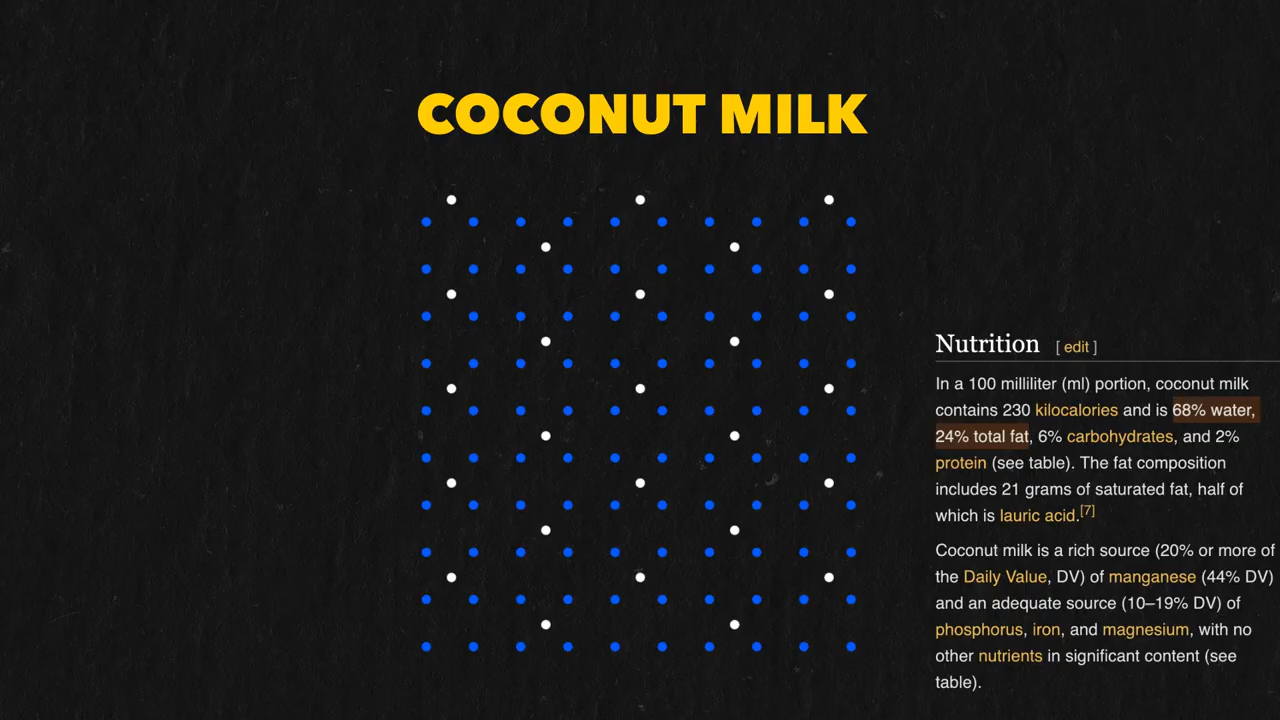 COCONUT MILK
Nutrition [ edit ]
In a 100 milliliter (ml) portion, coconut milk
contains 230 kilocalories and is 68% water,
24% total fat, 6% carbohydrates, and 2%
protein (see table). The fat composition
includes 21 grams of saturated fat, half of
which is lauric acid.[7]
Coconut milk is a rich source (20% or more of
the Daily Value, DV) of manganese (44% DV)
and an adequate source (10–19% DV) of
phosphorus, iron, and magnesium, with no
other nutrients in significant content (see
table).